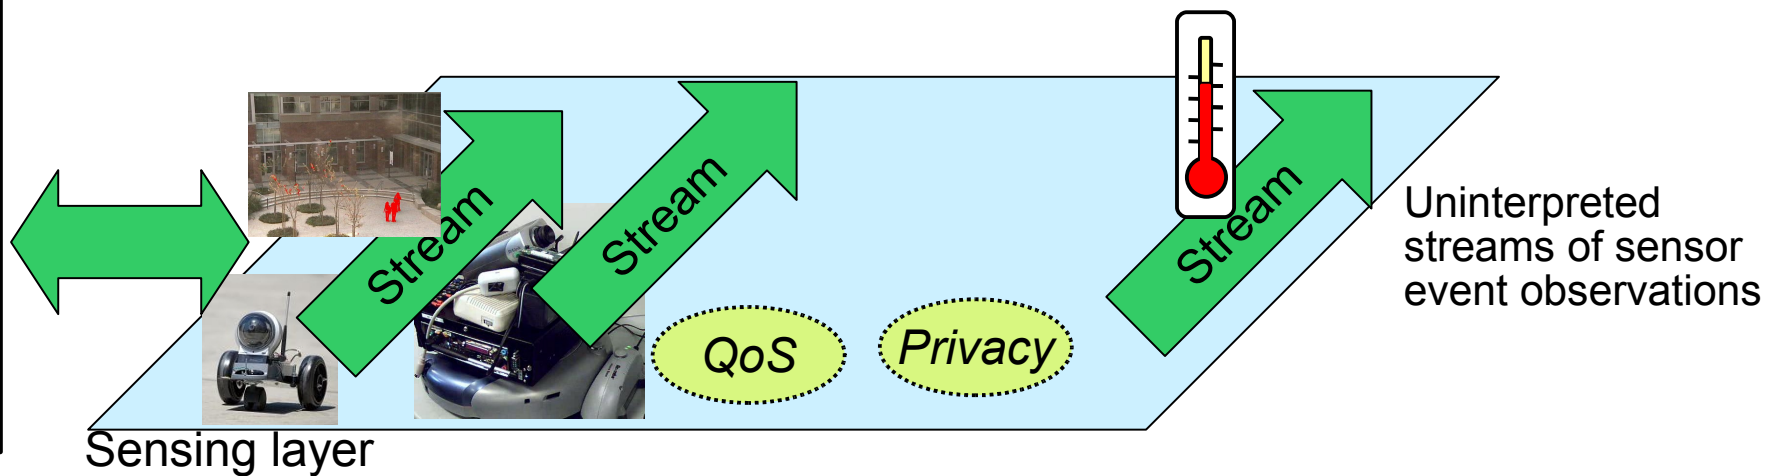 Stream
Stream
Stream
Uninterpreted
streams of sensor
event observations
QoS
Privacy
Sensing layer